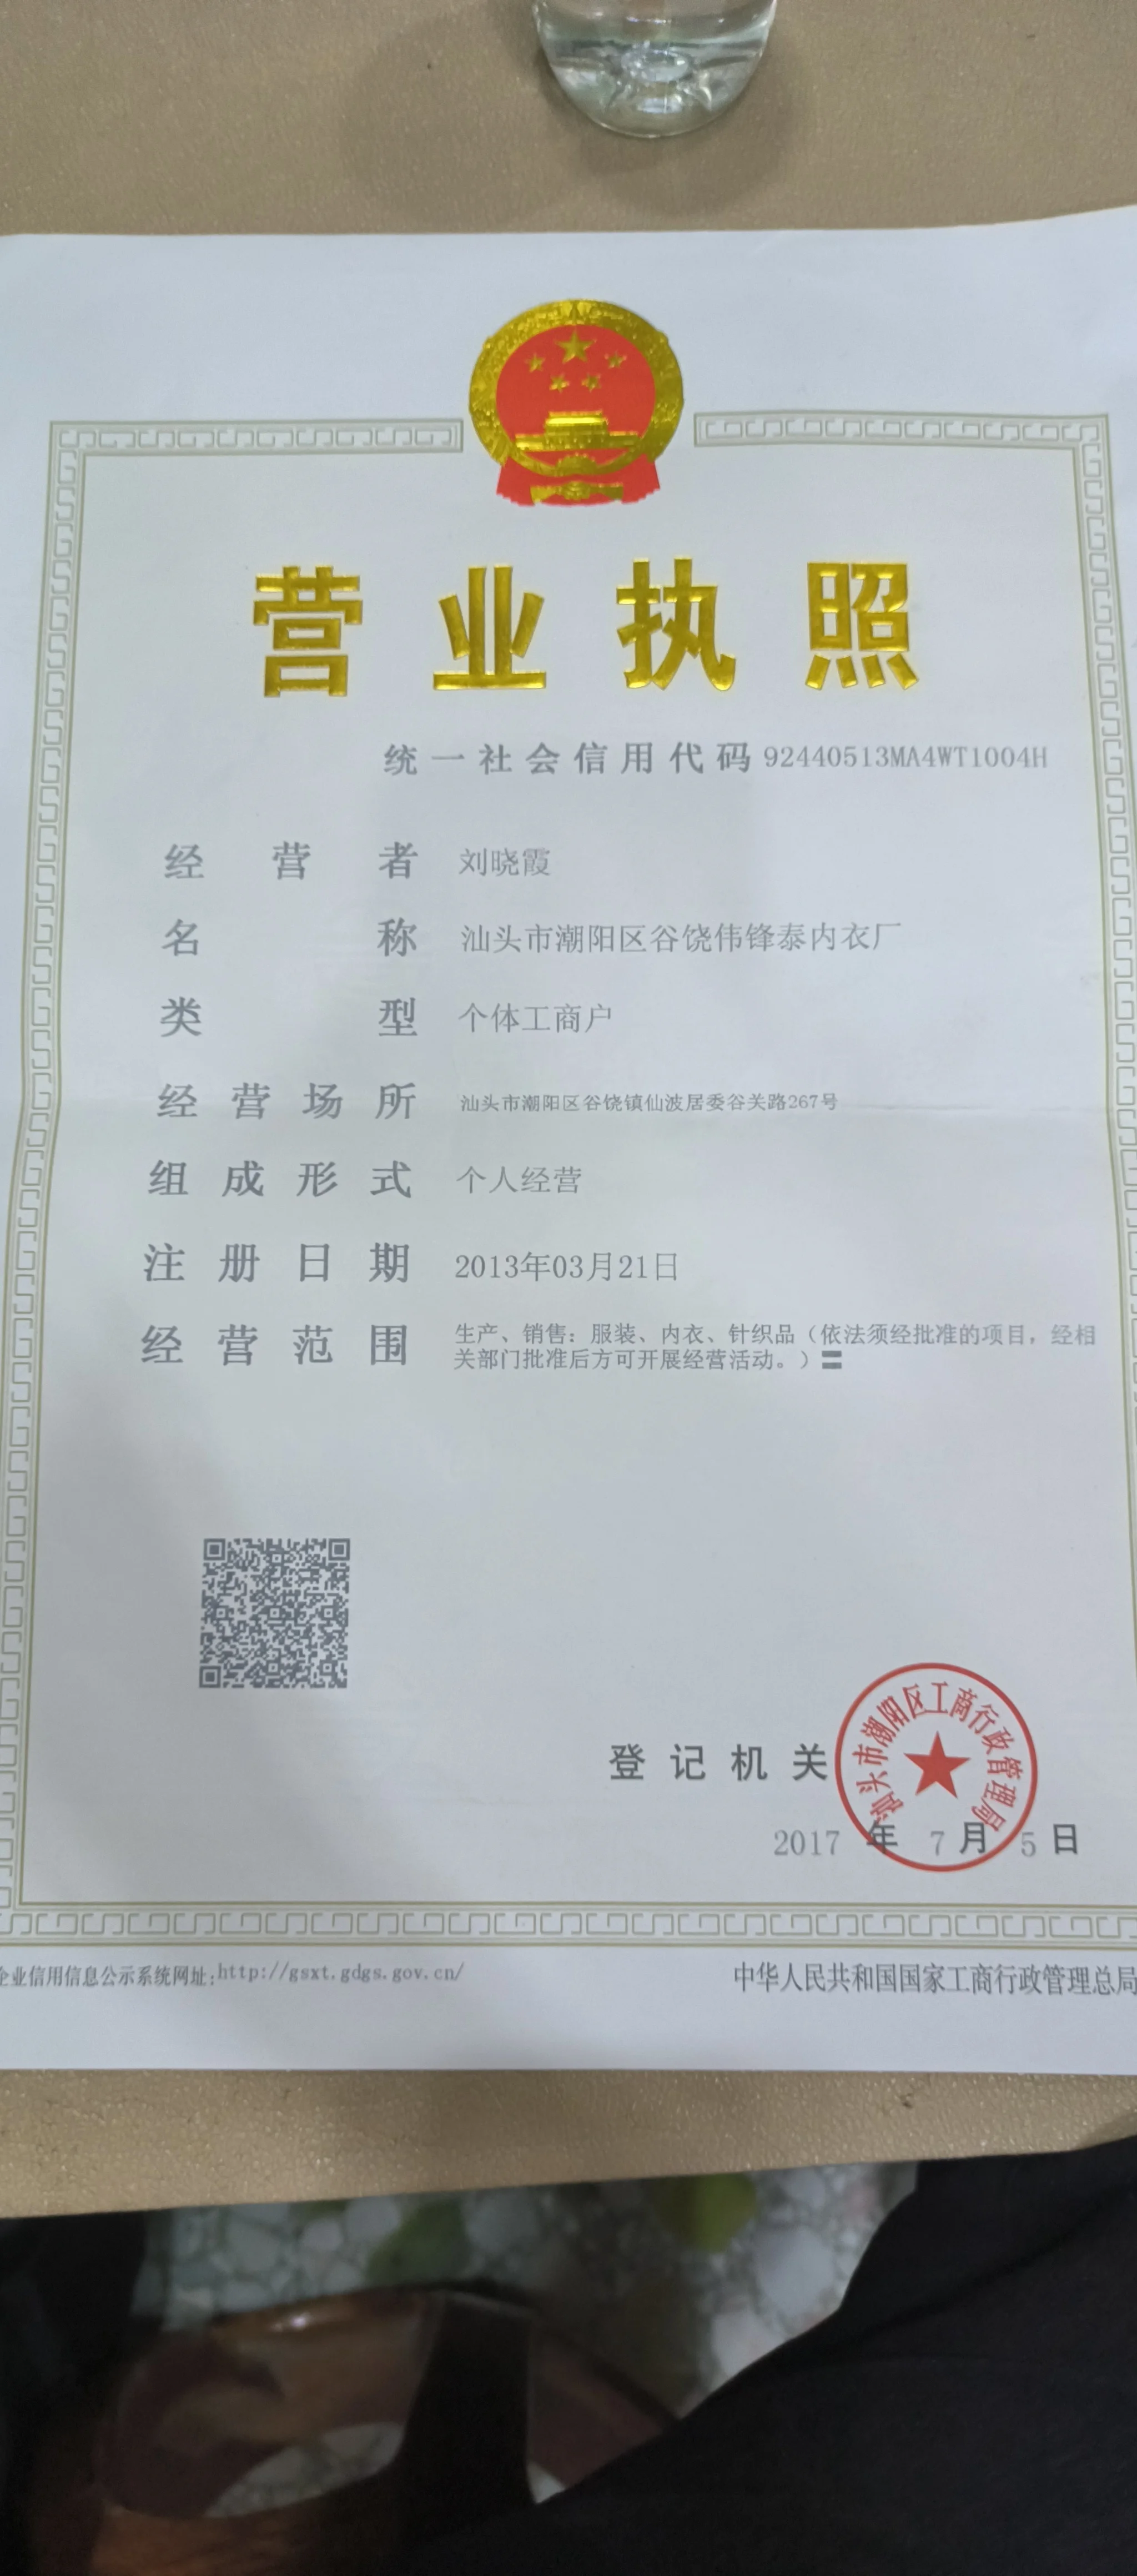 营业执照
统一社会信用代码 92440513MA4WT1004H
经营者 刘晓霞
名称 汕头市潮阳区谷饶伟锋泰内衣厂
类型 个体工商户
经营场所 汕头市潮阳区谷饶镇仙波居委谷关路267号
组成形式 个人经营
注册日期 2013年03月21日
经营范围 生产、销售：服装、内衣、针织品（依法须经批准的项目，经相
关部门批准后方可开展经营活动。）〓
登记机关
汕头市潮阳区工商行政管理局
2017 年 7 月 5 日
企业信用信息公示系统网址：http://gsxt.gdgs.gov.cn/
中华人民共和国国家工商行政管理总局